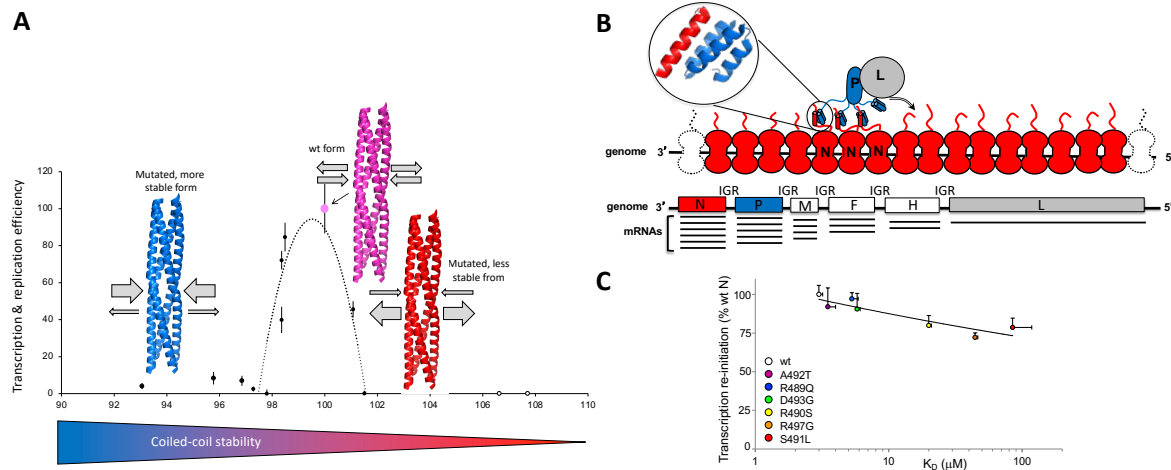 A
Transcription & replication efficiency
120
100
80
60
40
20
0
90
92
94
96
98
100
102
104
106
108
110
Mutated, more
stable form
wt form
Mutated, less
stable from
Coiled-coil stability
B
P
L
genome 3′
N N N
5′
IGR IGR IGR IGR IGR
genome 3′ N P M F H L 5′
mRNAs
C
Transcription re-initiation (% wt N)
100
75
50
25
0
wt
A492T
R489Q
D493G
R490S
R497G
S491L
1 10 100
K_D (µM)